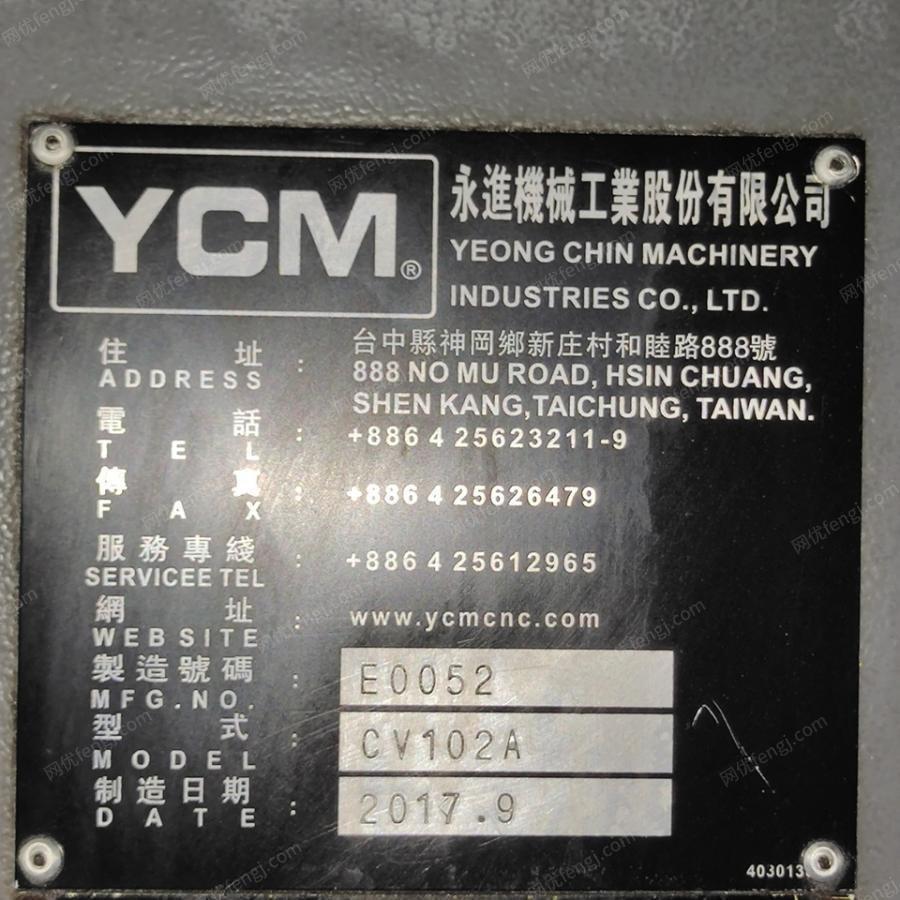 YCM®
永進機械工業股份有限公司
YEONG CHIN MACHINERY
INDUSTRIES CO., LTD.
住址 : 台中縣神岡鄉新庄村和睦路888號
ADDRESS 888 NO MU ROAD, HSIN CHUANG,
SHEN KANG,TAICHUNG, TAIWAN.
電話 : +886 4 25623211-9
TEL
傳真 : +886 4 25626479
FAX
服務專綫 : +886 4 25612965
SERVICEE TEL
網址 : www.ycmcnc.com
WEBSITE
製造號碼 : E0052
MFG.NO.
型式 : CV102A
MODEL
制造日期 : 2017.9
DATE
网优fengj.com